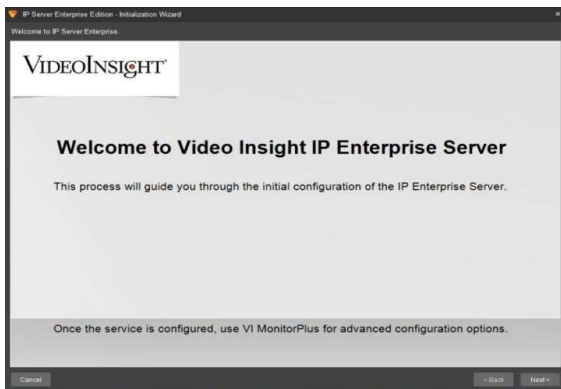 IP Server Enterprise Edition - Initialization Wizard
Welcome to IP Server Enterprise.
VIDEOINSIGHT
Welcome to Video Insight IP Enterprise Server
This process will guide you through the initial configuration of the IP Enterprise Server.
Once the service is configured, use VI MonitorPlus for advanced configuration options.
Cancel
< Back
Next >